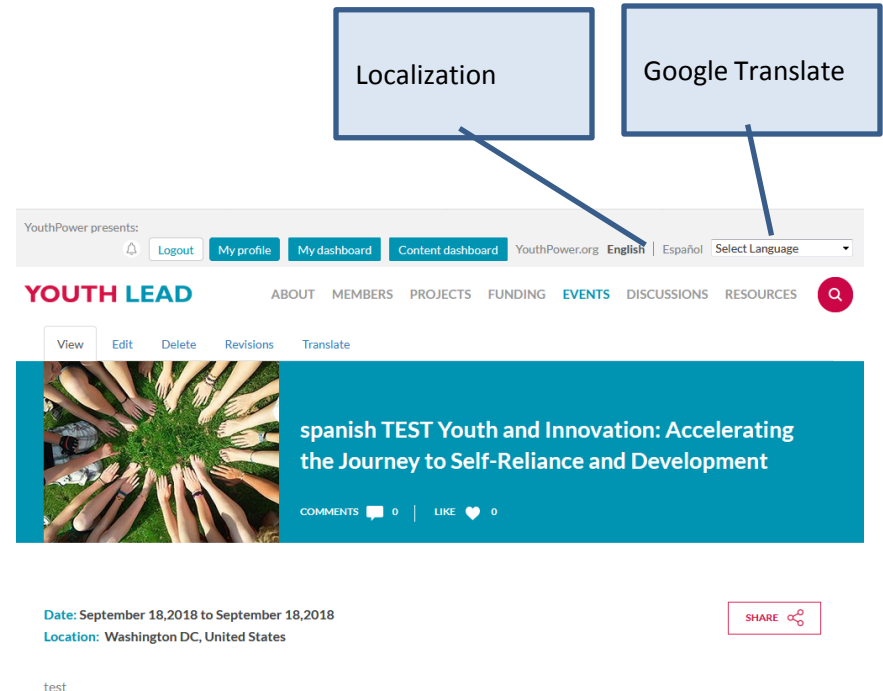 Localization
Google Translate
YouthPower presents:
Logout My profile My dashboard Content dashboard YouthPower.org English | Español Select Language
YOUTH LEAD ABOUT MEMBERS PROJECTS FUNDING EVENTS DISCUSSIONS RESOURCES
View Edit Delete Revisions Translate
spanish TEST Youth and Innovation: Accelerating
the Journey to Self-Reliance and Development
COMMENTS 0 | LIKE 0
Date: September 18,2018 to September 18,2018
SHARE
Location: Washington DC, United States
test